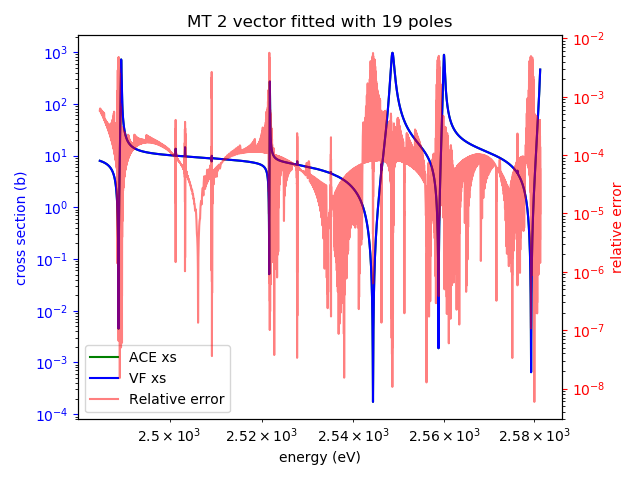 MT 2 vector fitted with 19 poles
10³
10²
10¹
10⁰
10⁻¹
10⁻²
10⁻³
10⁻⁴
cross section (b)
10⁻²
10⁻³
10⁻⁴
10⁻⁵
10⁻⁶
10⁻⁷
10⁻⁸
relative error
ACE xs
VF xs
Relative error
2.5 × 10³ 2.52 × 10³ 2.54 × 10³ 2.56 × 10³ 2.58 × 10³
energy (eV)